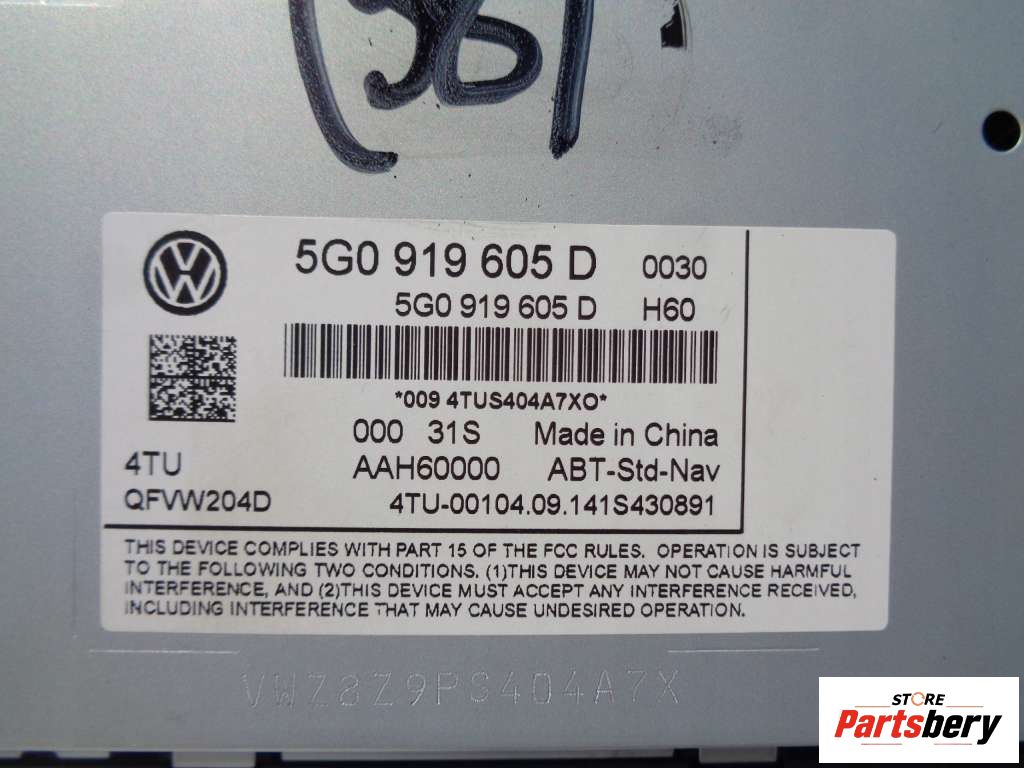 (38)
5G0 919 605 D 0030
5G0 919 605 D H60
*009 4TUS404A7XO*
000 31S Made in China
4TU AAH60000 ABT-Std-Nav
QFVW204D 4TU-00104.09.141S430891
THIS DEVICE COMPLIES WITH PART 15 OF THE FCC RULES. OPERATION IS SUBJECT
TO THE FOLLOWING TWO CONDITIONS. (1)THIS DEVICE MAY NOT CAUSE HARMFUL
INTERFERENCE, AND (2)THIS DEVICE MUST ACCEPT ANY INTERFERENCE RECEIVED,
INCLUDING INTERFERENCE THAT MAY CAUSE UNDESIRED OPERATION.
VWZ8Z9PS404A7X
STORE
Partsbery